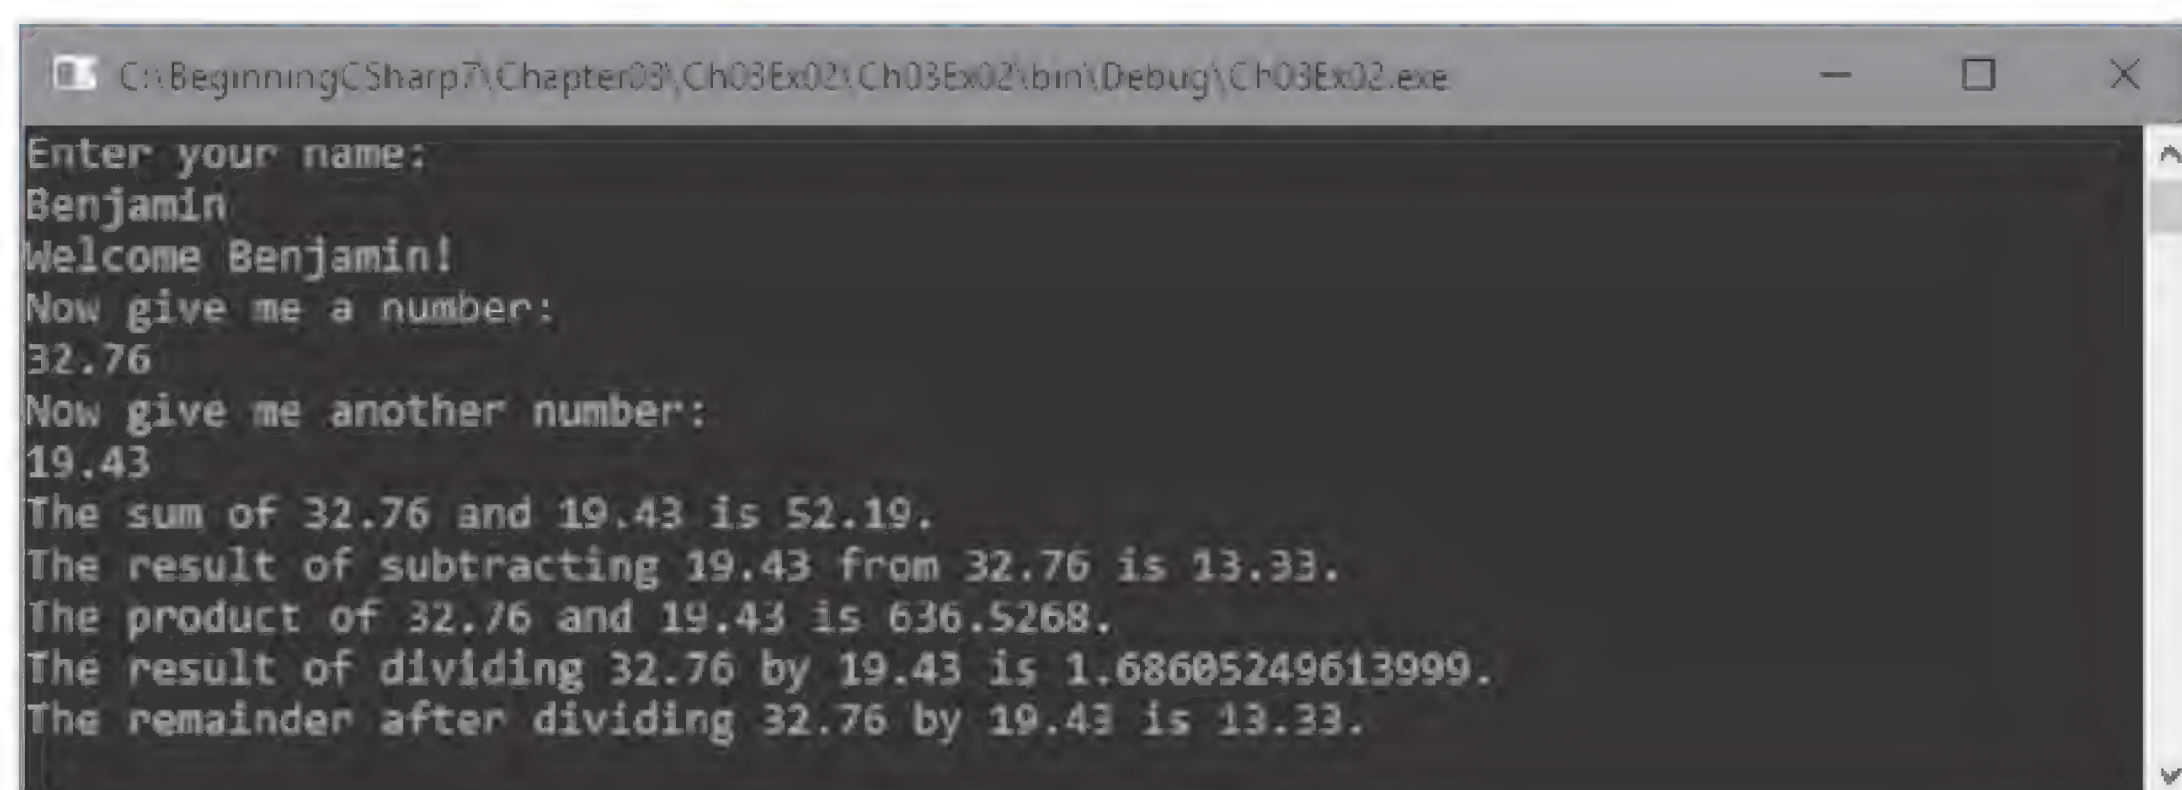 C:\BeginningCSharp7\Chapter03\Ch03Ex02\Ch03Ex02\bin\Debug\Ch03Ex02.exe
Enter your name:
Benjamin
Welcome Benjamin!
Now give me a number:
32.76
Now give me another number:
19.43
The sum of 32.76 and 19.43 is 52.19.
The result of subtracting 19.43 from 32.76 is 13.33.
The product of 32.76 and 19.43 is 636.5268.
The result of dividing 32.76 by 19.43 is 1.68605249613999.
The remainder after dividing 32.76 by 19.43 is 13.33.